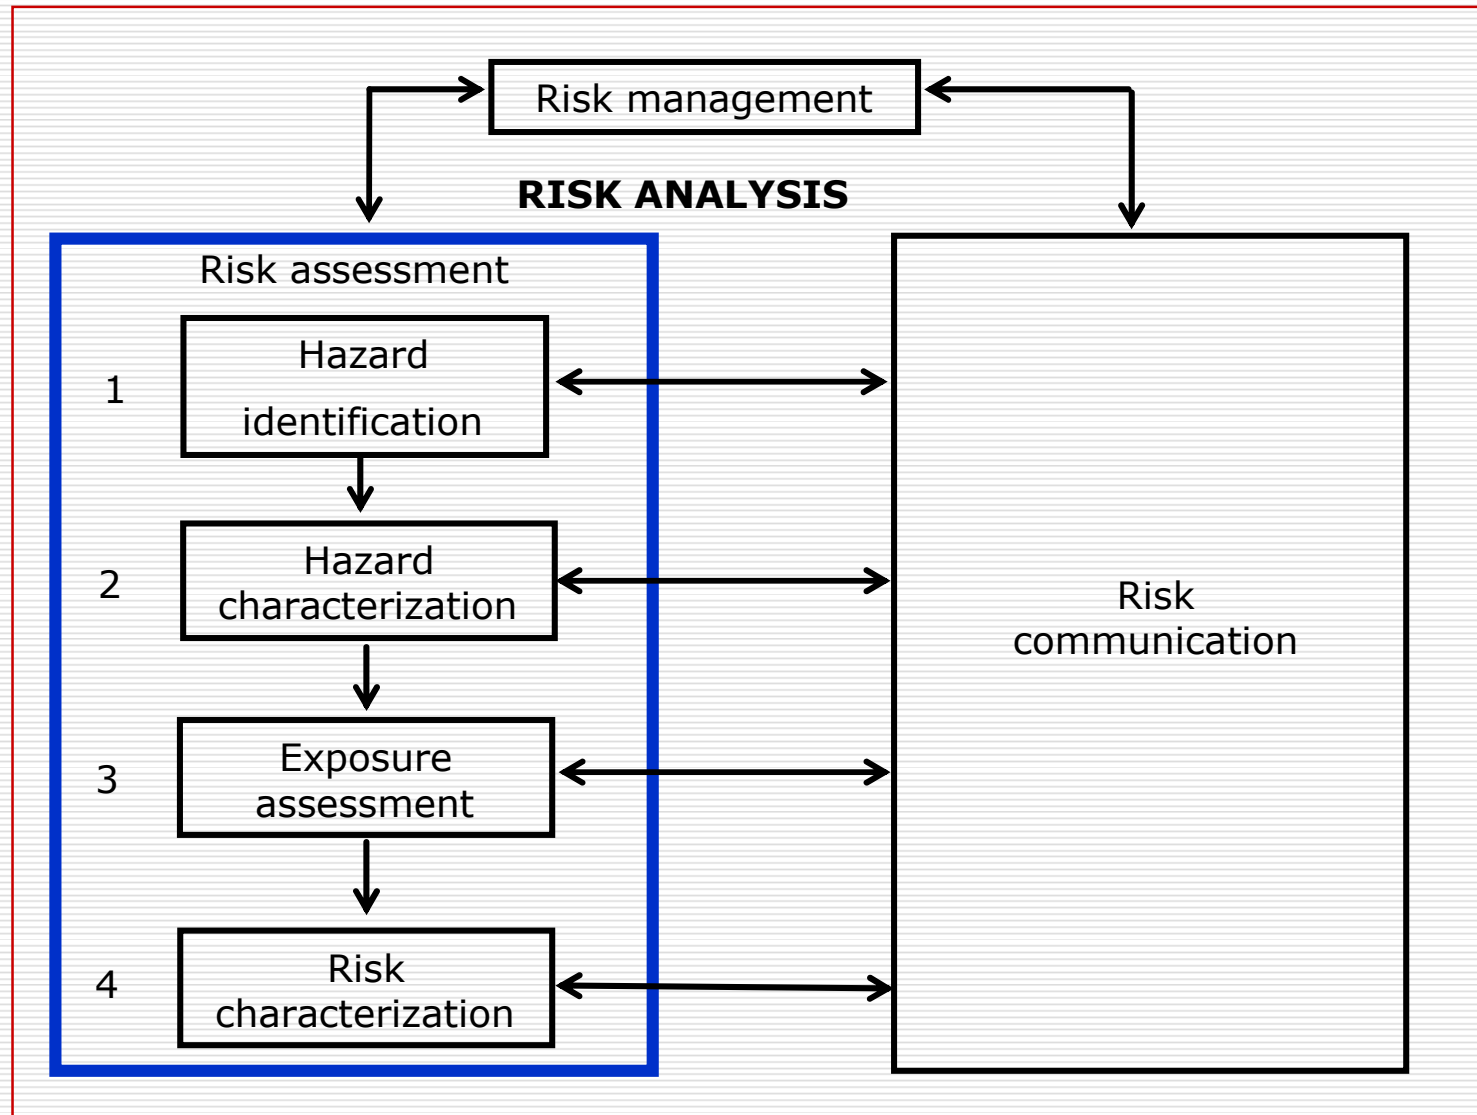 Risk management
RISK ANALYSIS
Risk assessment
1
Hazard
identification
2
Hazard
characterization
3
Exposure
assessment
4
Risk
characterization
Risk
communication